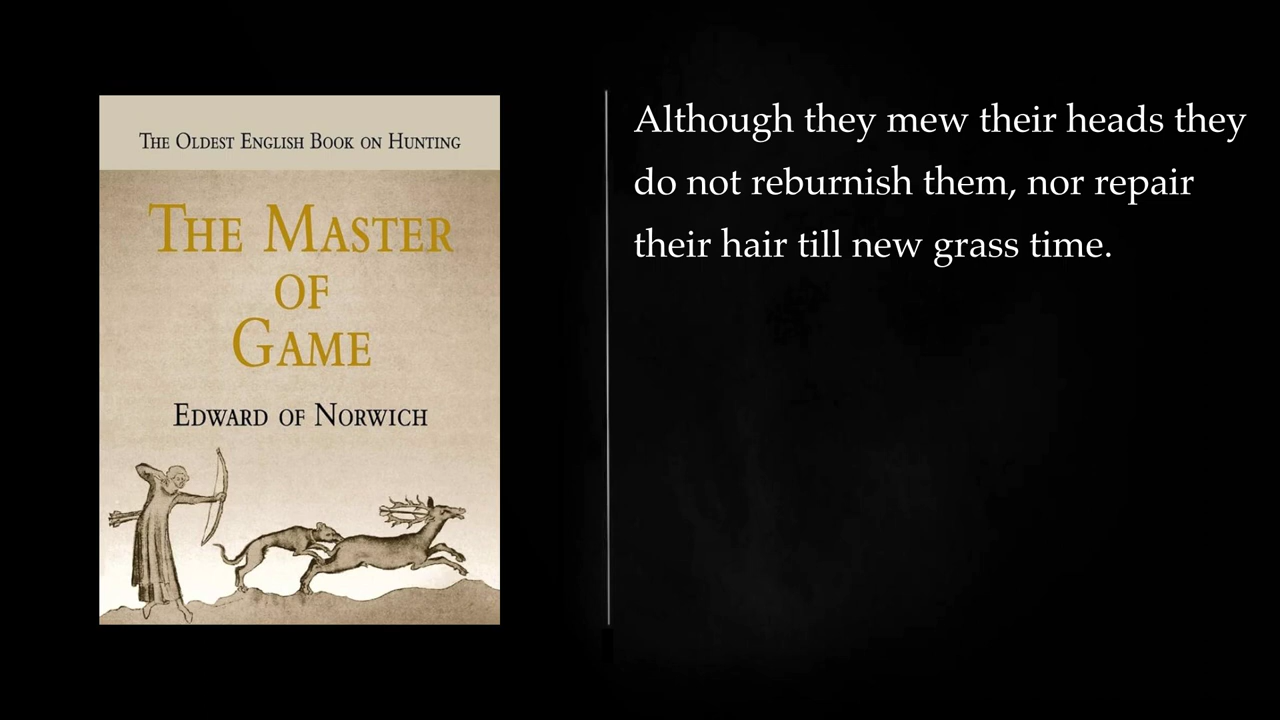 The Oldest English Book on Hunting
The Master
of
Game
Edward of Norwich
Although they mew their heads they
do not reburnish them, nor repair
their hair till new grass time.